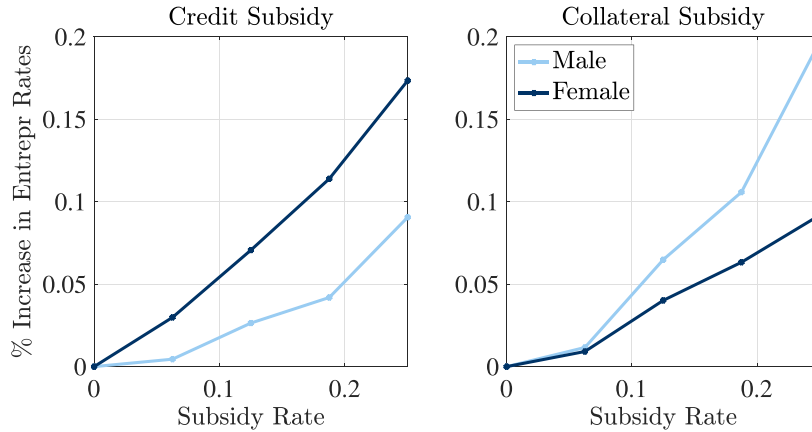 Credit Subsidy
Collateral Subsidy
% Increase in Entrepr Rates
0.2
0.15
0.1
0.05
0
0
0.1
0.2
Subsidy Rate
0.2
0.15
0.1
0.05
0
Male
Female
0
0.1
0.2
Subsidy Rate